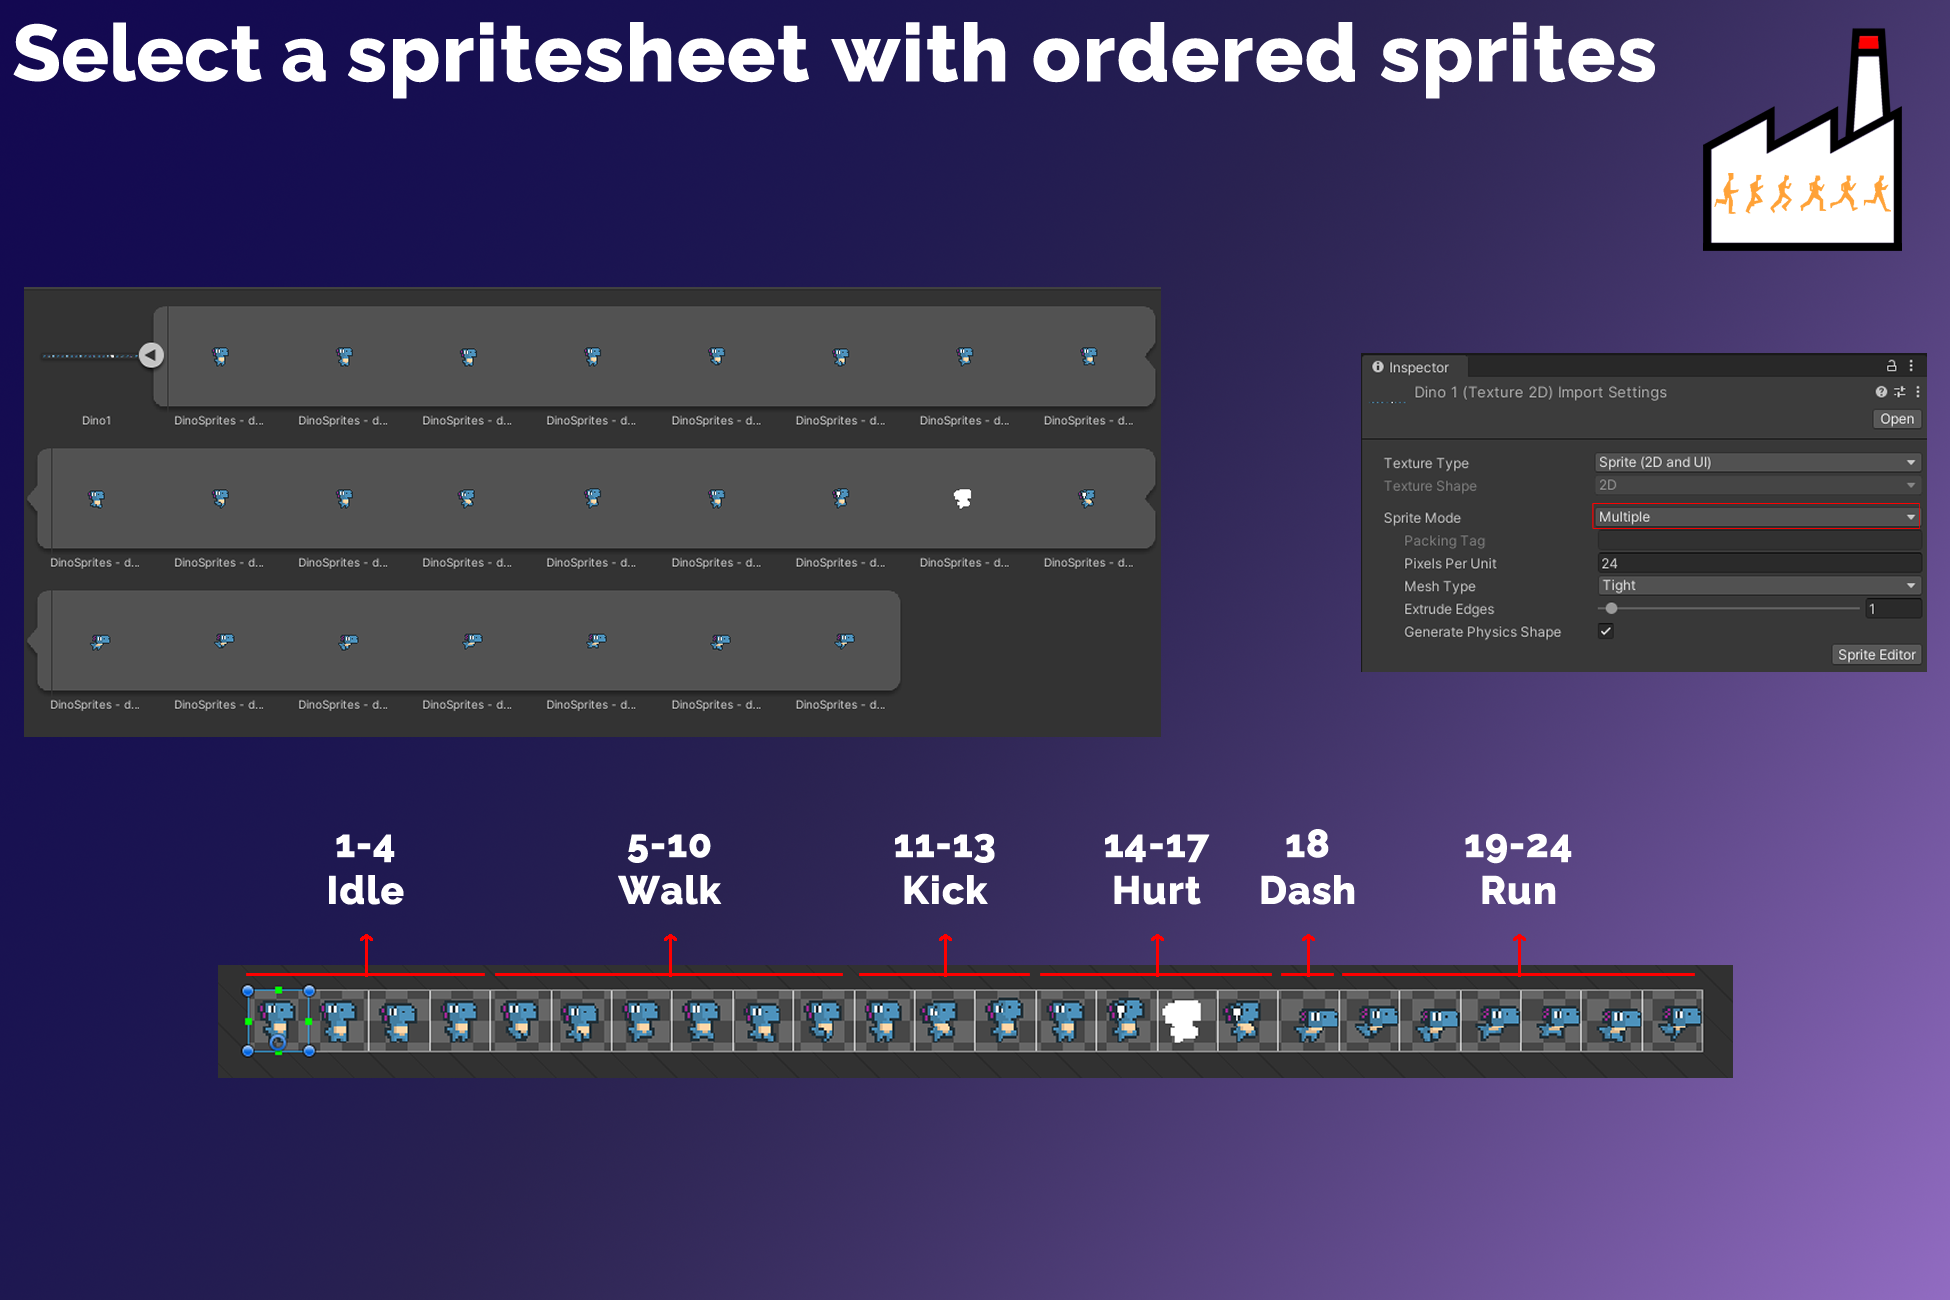 Select a spritesheet with ordered sprites
Dino1 DinoSprites - d... DinoSprites - d... DinoSprites - d... DinoSprites - d... DinoSprites - d... DinoSprites - d... DinoSprites - d... DinoSprites - d...
DinoSprites - d... DinoSprites - d... DinoSprites - d... DinoSprites - d... DinoSprites - d... DinoSprites - d... DinoSprites - d... DinoSprites - d... DinoSprites - d...
DinoSprites - d... DinoSprites - d... DinoSprites - d... DinoSprites - d... DinoSprites - d... DinoSprites - d... DinoSprites - d...
Inspector
Dino 1 (Texture 2D) Import Settings
Open
Texture Type Sprite (2D and UI)
Texture Shape 2D
Sprite Mode Multiple
Packing Tag
Pixels Per Unit 24
Mesh Type Tight
Extrude Edges 1
Generate Physics Shape
Sprite Editor
1-4 5-10 11-13 14-17 18 19-24
Idle Walk Kick Hurt Dash Run